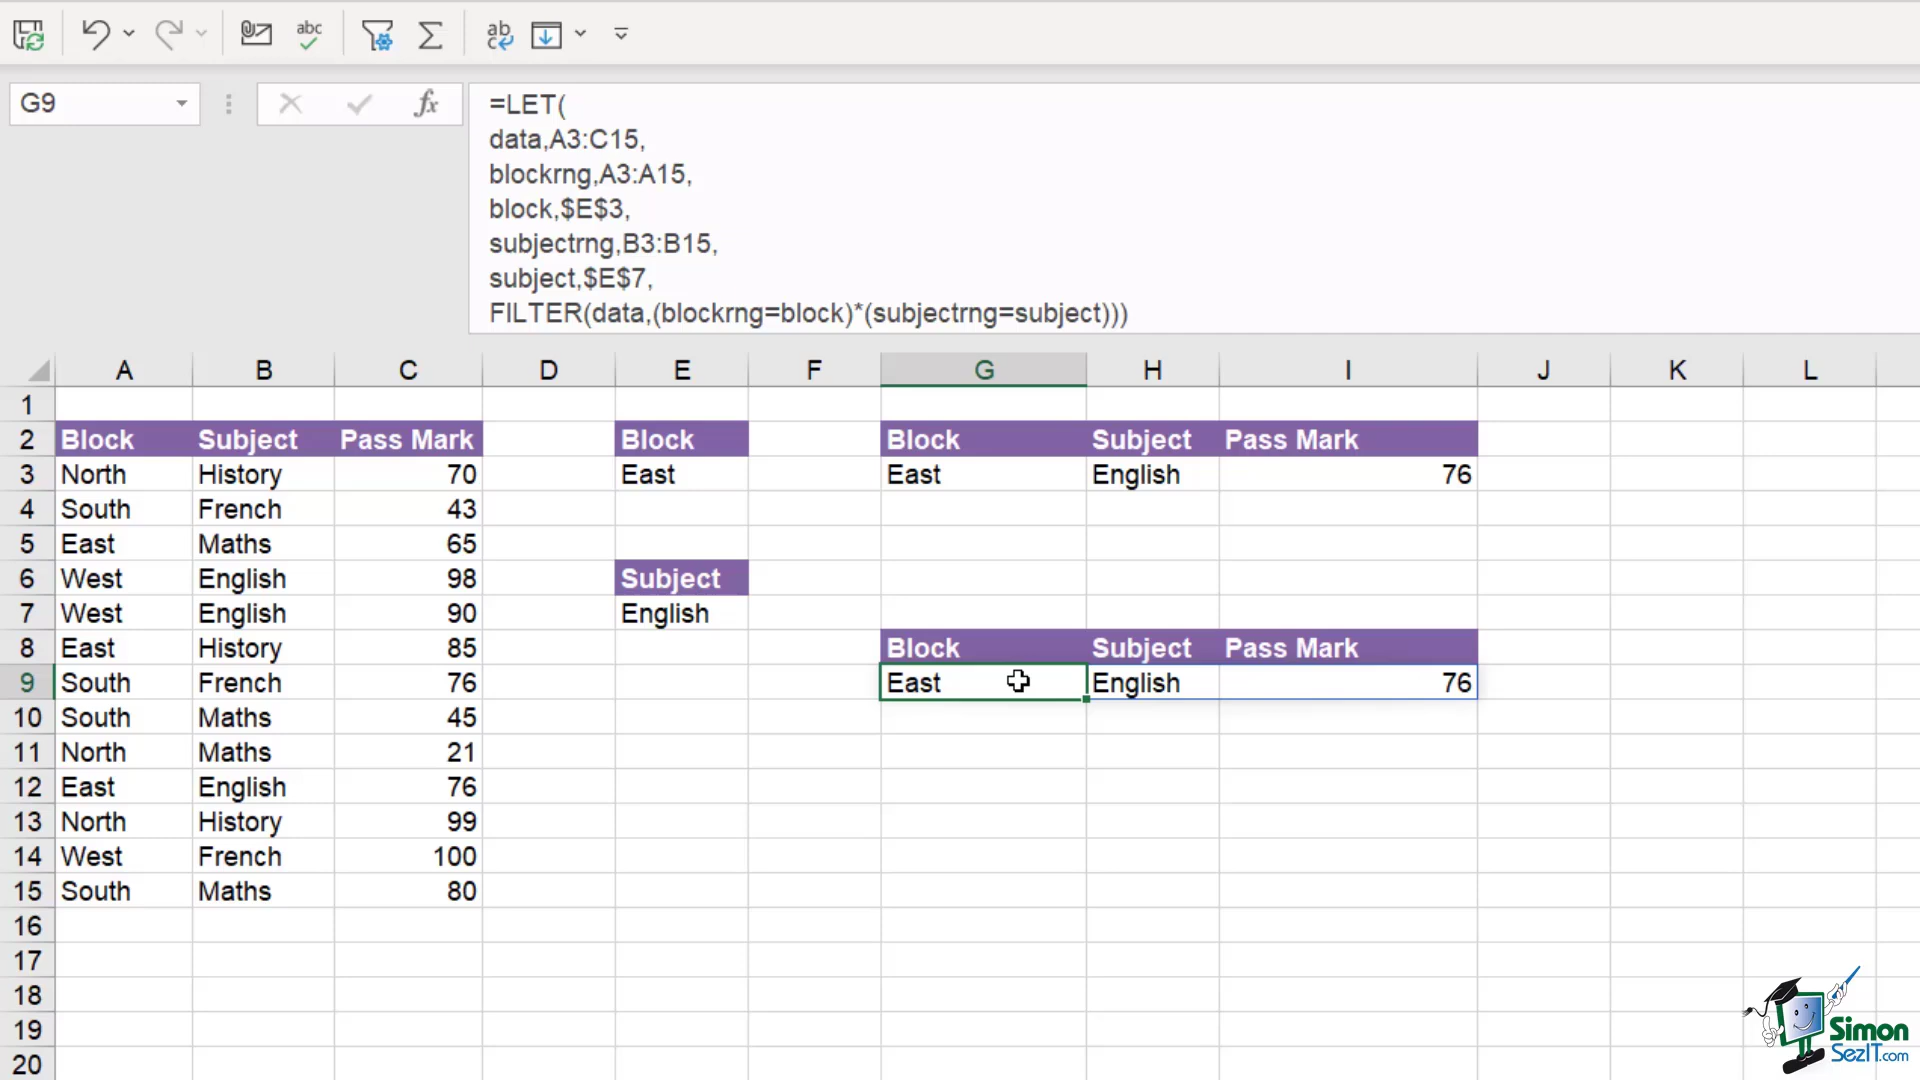 abc
ab
c
G9
fx
=LET(
data,A3:C15,
blockrng,A3:A15,
block,$E$3,
subjectrng,B3:B15,
subject,$E$7,
FILTER(data,(blockrng=block)*(subjectrng=subject)))
A B C D E F G H I J K L
1
2 Block Subject Pass Mark Block Block Subject Pass Mark
3 North History 70 East East English 76
4 South French 43
5 East Maths 65
6 West English 98 Subject
7 West English 90 English
8 East History 85 Block Subject Pass Mark
9 South French 76 East English 76
10 South Maths 45
11 North Maths 21
12 East English 76
13 North History 99
14 West French 100
15 South Maths 80
16
17
18
19
20
Simon
SezIT.com